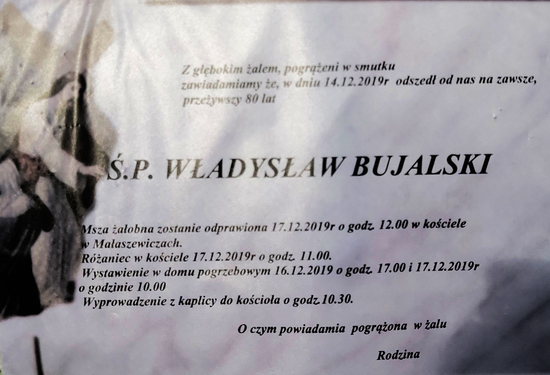 Z głębokim żalem, pogrążeni w smutku
zawiadamiamy że, w dniu 14.12.2019r odszedł od nas na zawsze,
przeżywszy 80 lat
Ś.P. WŁADYSŁAW BUJALSKI
Msza żałobna zostanie odprawiona 17.12.2019r o godz. 12.00 w kościele
w Małaszewiczach.
Różaniec w kościele 17.12.2019r o godz. 11.00.
Wystawienie w domu pogrzebowym 16.12.2019 o godz. 17.00 i 17.12.2019r
o godzinie 10.00
Wyprowadzenie z kaplicy do kościoła o godz.10.30.
O czym powiadamia pogrążona w żalu
Rodzina